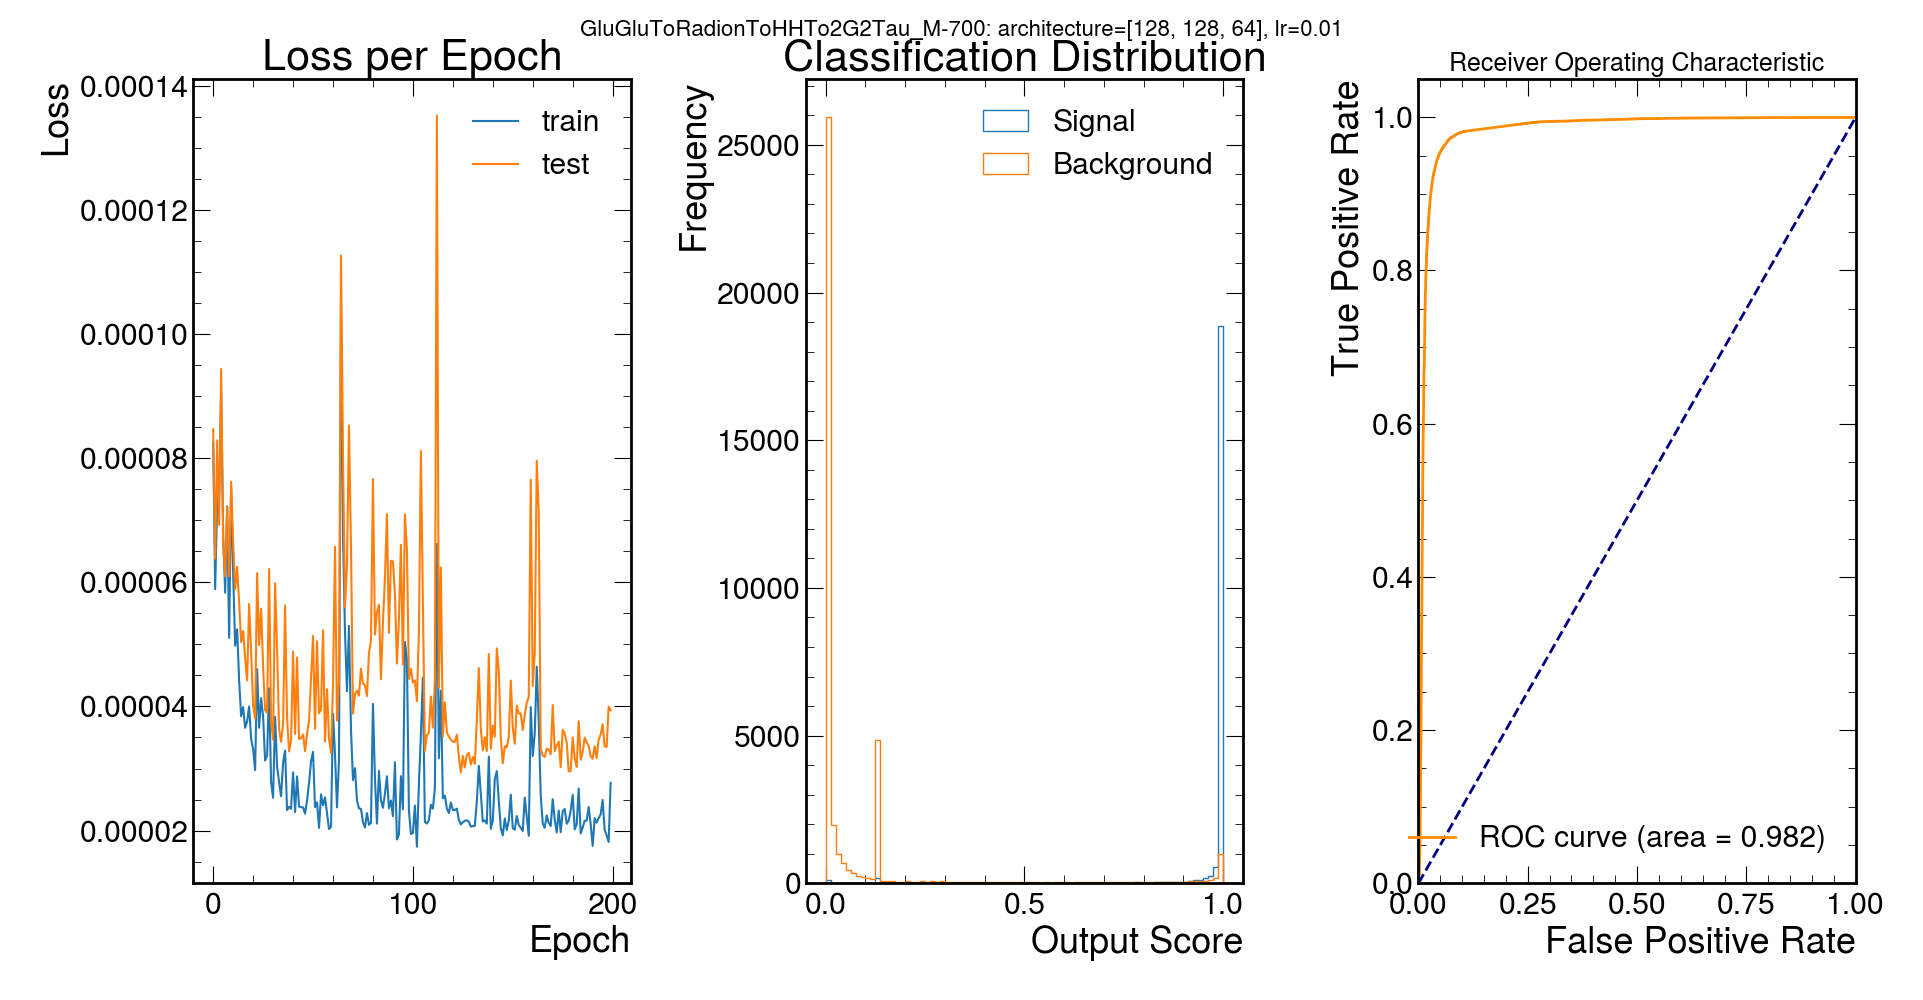 GluGluToRadionToHHTo2G2Tau_M-700: architecture=[128, 128, 64], lr=0.01
Loss per Epoch
Loss
0.00014
0.00012
0.00010
0.00008
0.00006
0.00004
0.00002
train
test
0 100 200
Epoch
Classification Distribution
Frequency
25000
20000
15000
10000
5000
0
Signal
Background
0.0 0.5 1.0
Output Score
Receiver Operating Characteristic
True Positive Rate
1.0
0.8
0.6
0.4
0.2
0.0
ROC curve (area = 0.982)
0.00 0.25 0.50 0.75 1.00
False Positive Rate